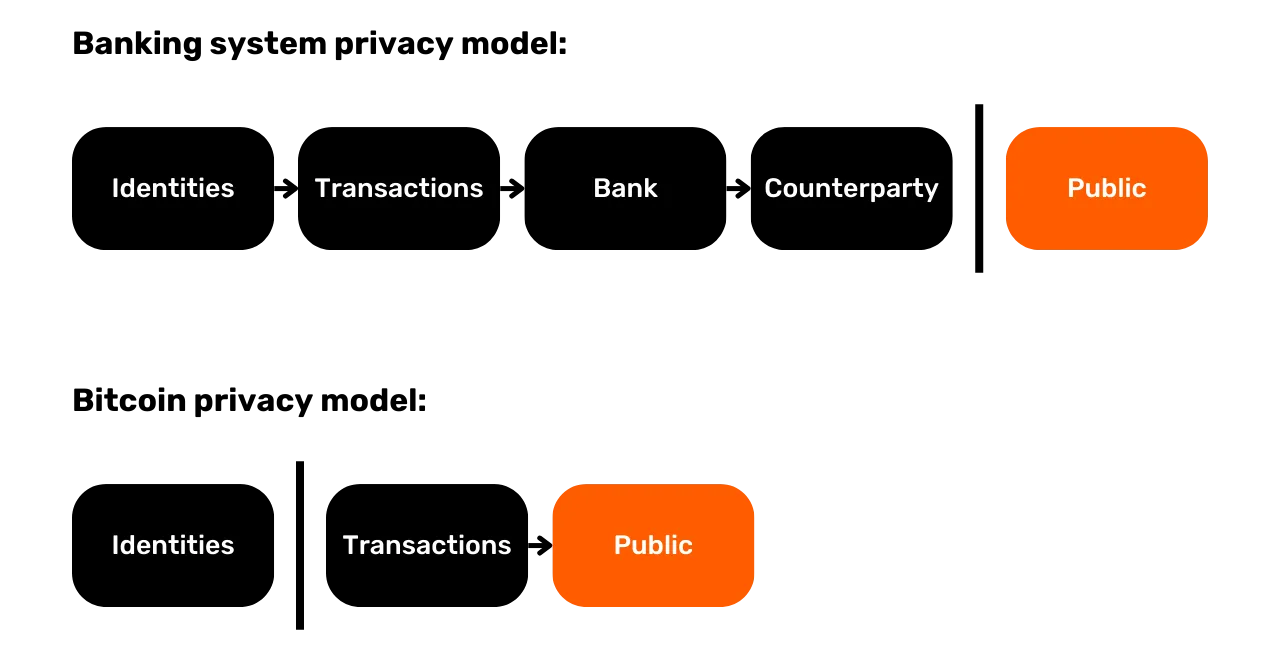 Banking system privacy model:
Identities
Transactions
Bank
Counterparty
Public
Bitcoin privacy model:
Identities
Transactions
Public